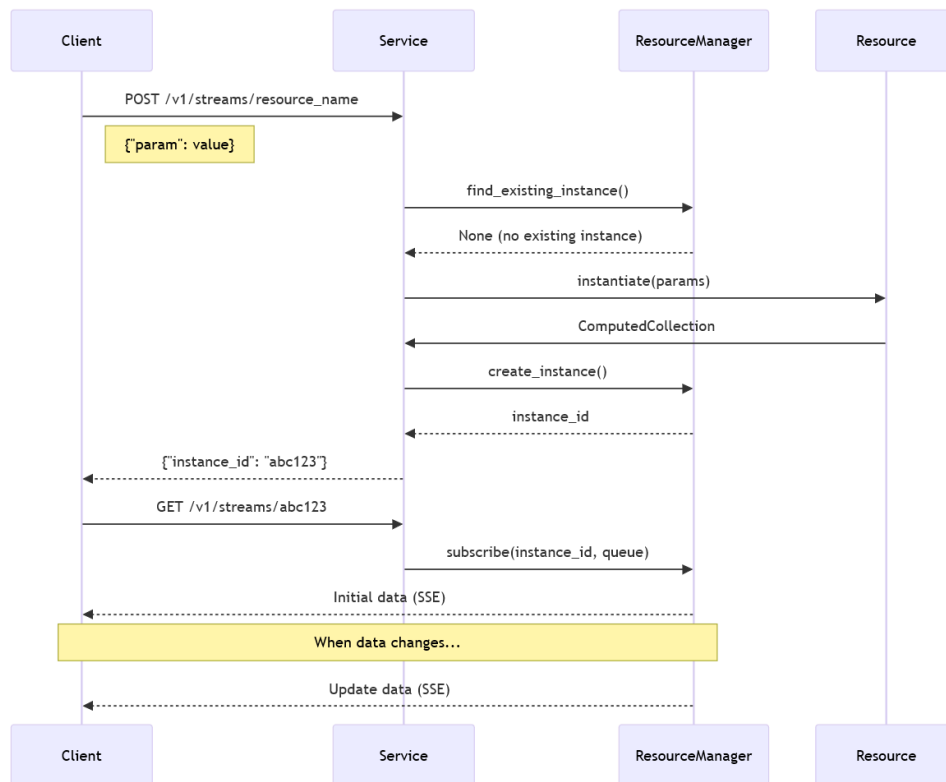 Client
Service
ResourceManager
Resource
POST /v1/streams/resource_name
{"param": value}
find_existing_instance()
None (no existing instance)
instantiate(params)
ComputedCollection
create_instance()
instance_id
{"instance_id": "abc123"}
GET /v1/streams/abc123
subscribe(instance_id, queue)
Initial data (SSE)
When data changes...
Update data (SSE)
Client
Service
ResourceManager
Resource